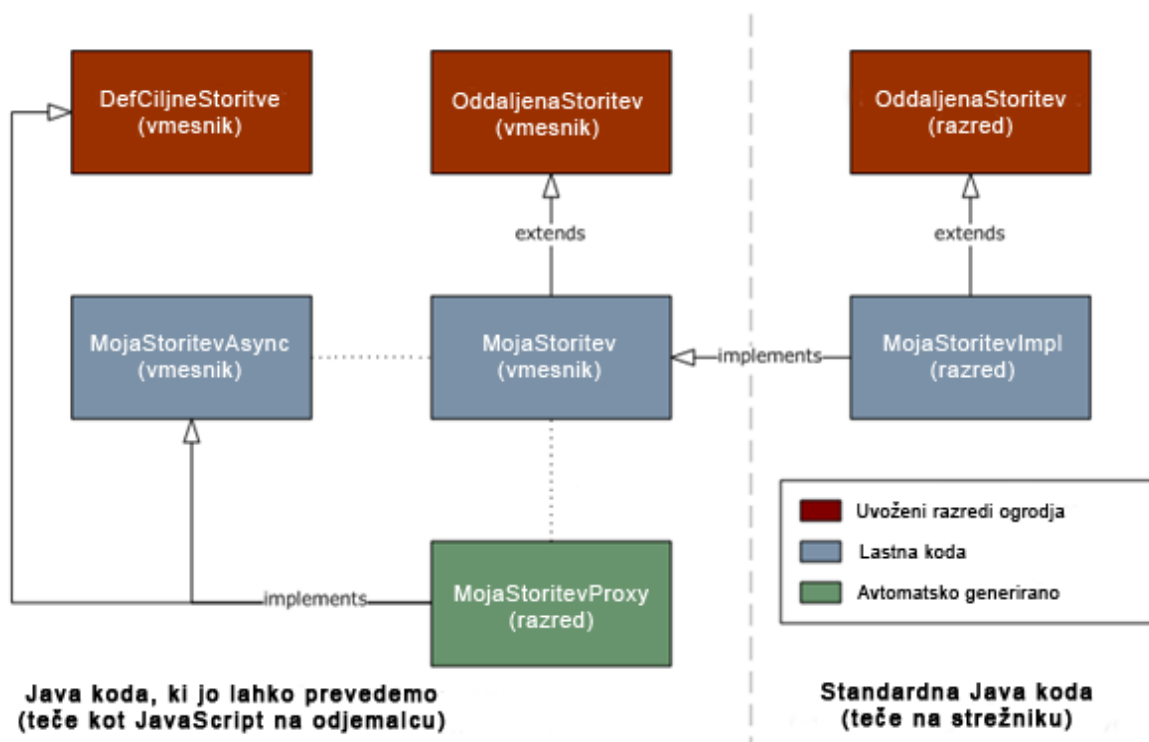 DefCiljneStoritve
(vmesnik)
OddaljenaStoritev
(vmesnik)
OddaljenaStoritev
(razred)
extends
extends
MojaStoritevAsync
(vmesnik)
MojaStoritev
(vmesnik)
implements
MojaStoritevImpl
(razred)
Uvoženi razredi ogrodja
Lastna koda
Avtomatsko generirano
implements
MojaStoritevProxy
(razred)
Java koda, ki jo lahko prevedemo
(teče kot JavaScript na odjemalcu)
Standardna Java koda
(teče na strežniku)